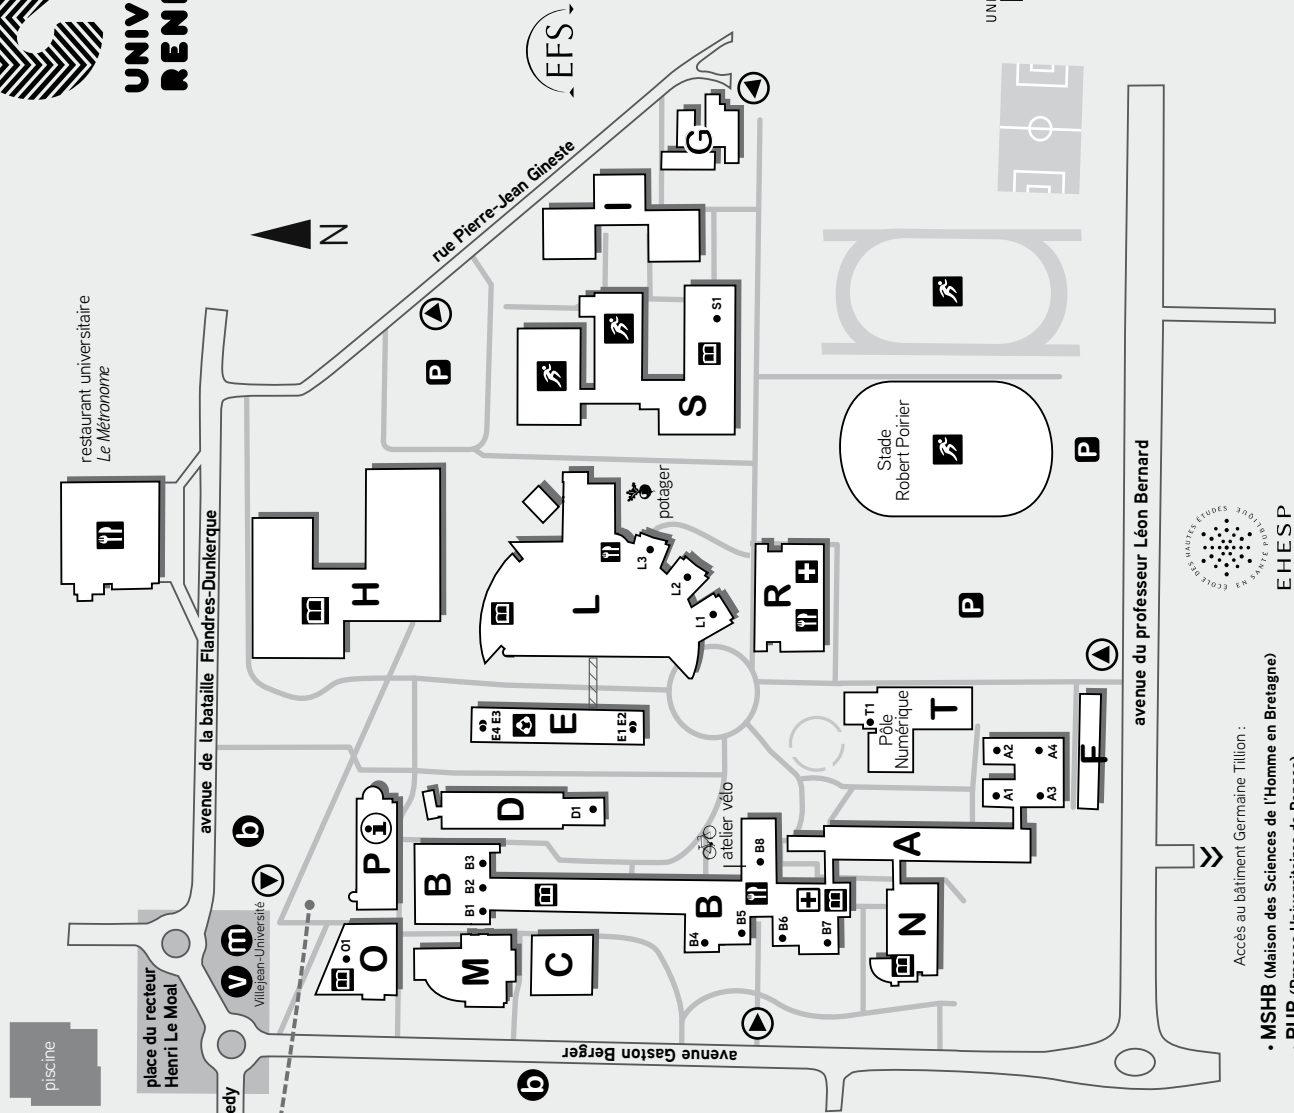 UNIV
RENN
EFS
UNI
restaurant universitaire
Le Métronome
rue Pierre-Jean Gineste
N
avenue de la bataille Flandres-Dunkerque
G
I
P
S1
S
H
potager
L
L3
L2
L1
R
Stade
Robert Poirier
P
P
avenue du professeur Léon Bernard
ÉCOLE DES HAUTES ÉTUDES EN SANTÉ PUBLIQUE
EHESP
E4 E3
E
E1 E2
T1
Pôle
Numérique
T
F
A1
A2
A3
A4
A
D
D1
P
i
b
B
B1 B2 B3
atelier vélo
B
B4
B5
B6
B7
B8
N
O1
O
M
C
v
m
Villejean-Université
place du recteur
Henri Le Moal
piscine
edy
b
avenue Gaston Berger
Accès au bâtiment Germaine Tillion :
• MSHB (Maison des Sciences de l'Homme en Bretagne)